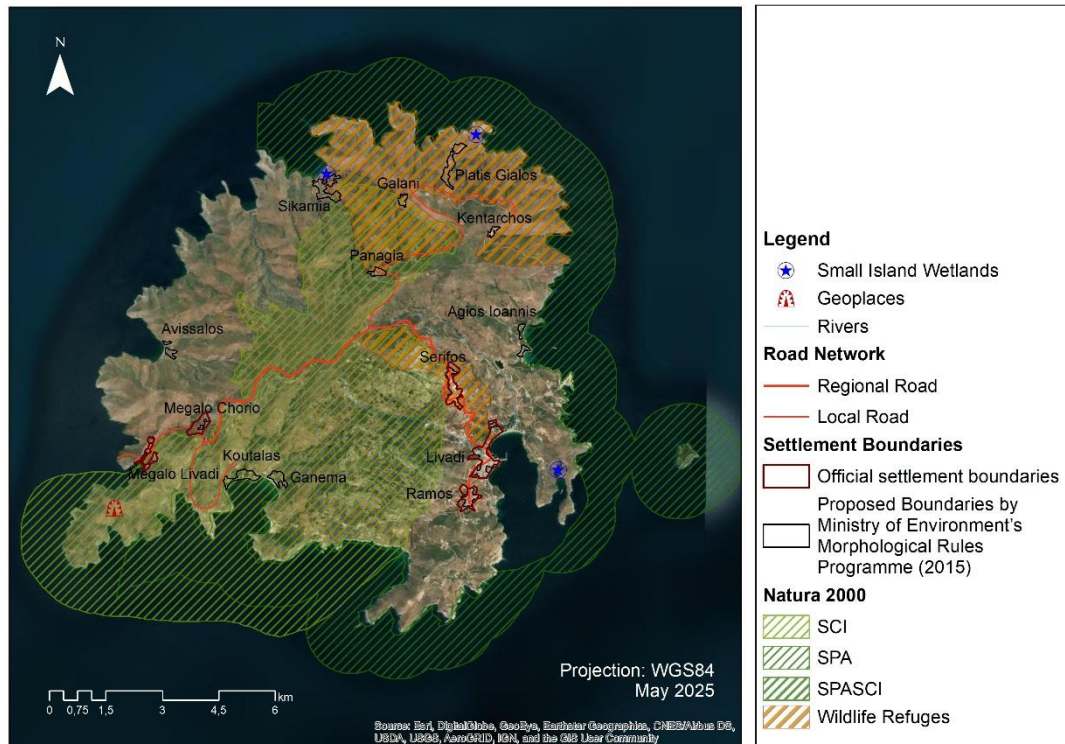 N
Galani
Platis Gialos
Sikamia
Kentarchos
Panagia
Agios Ioannis
Avissalos
Serifos
Megalo Chorio
Koutalas
Livadi
Megalo Livadi
Ganema
Ramos
Projection: WGS84
May 2025
km
0 0,75 1,5 3 4,5 6
Source: Esri, DigitalGlobe, GeoEye, Earthstar Geographics, CNES/Airbus DS,
USDA, USGS, AeroGRID, IGN, and the GIS User Community
Legend
Small Island Wetlands
Geoplaces
Rivers
Road Network
Regional Road
Local Road
Settlement Boundaries
Official settlement boundaries
Proposed Boundaries by
Ministry of Environment's
Morphological Rules
Programme (2015)
Natura 2000
SCI
SPA
SPASCI
Wildlife Refuges